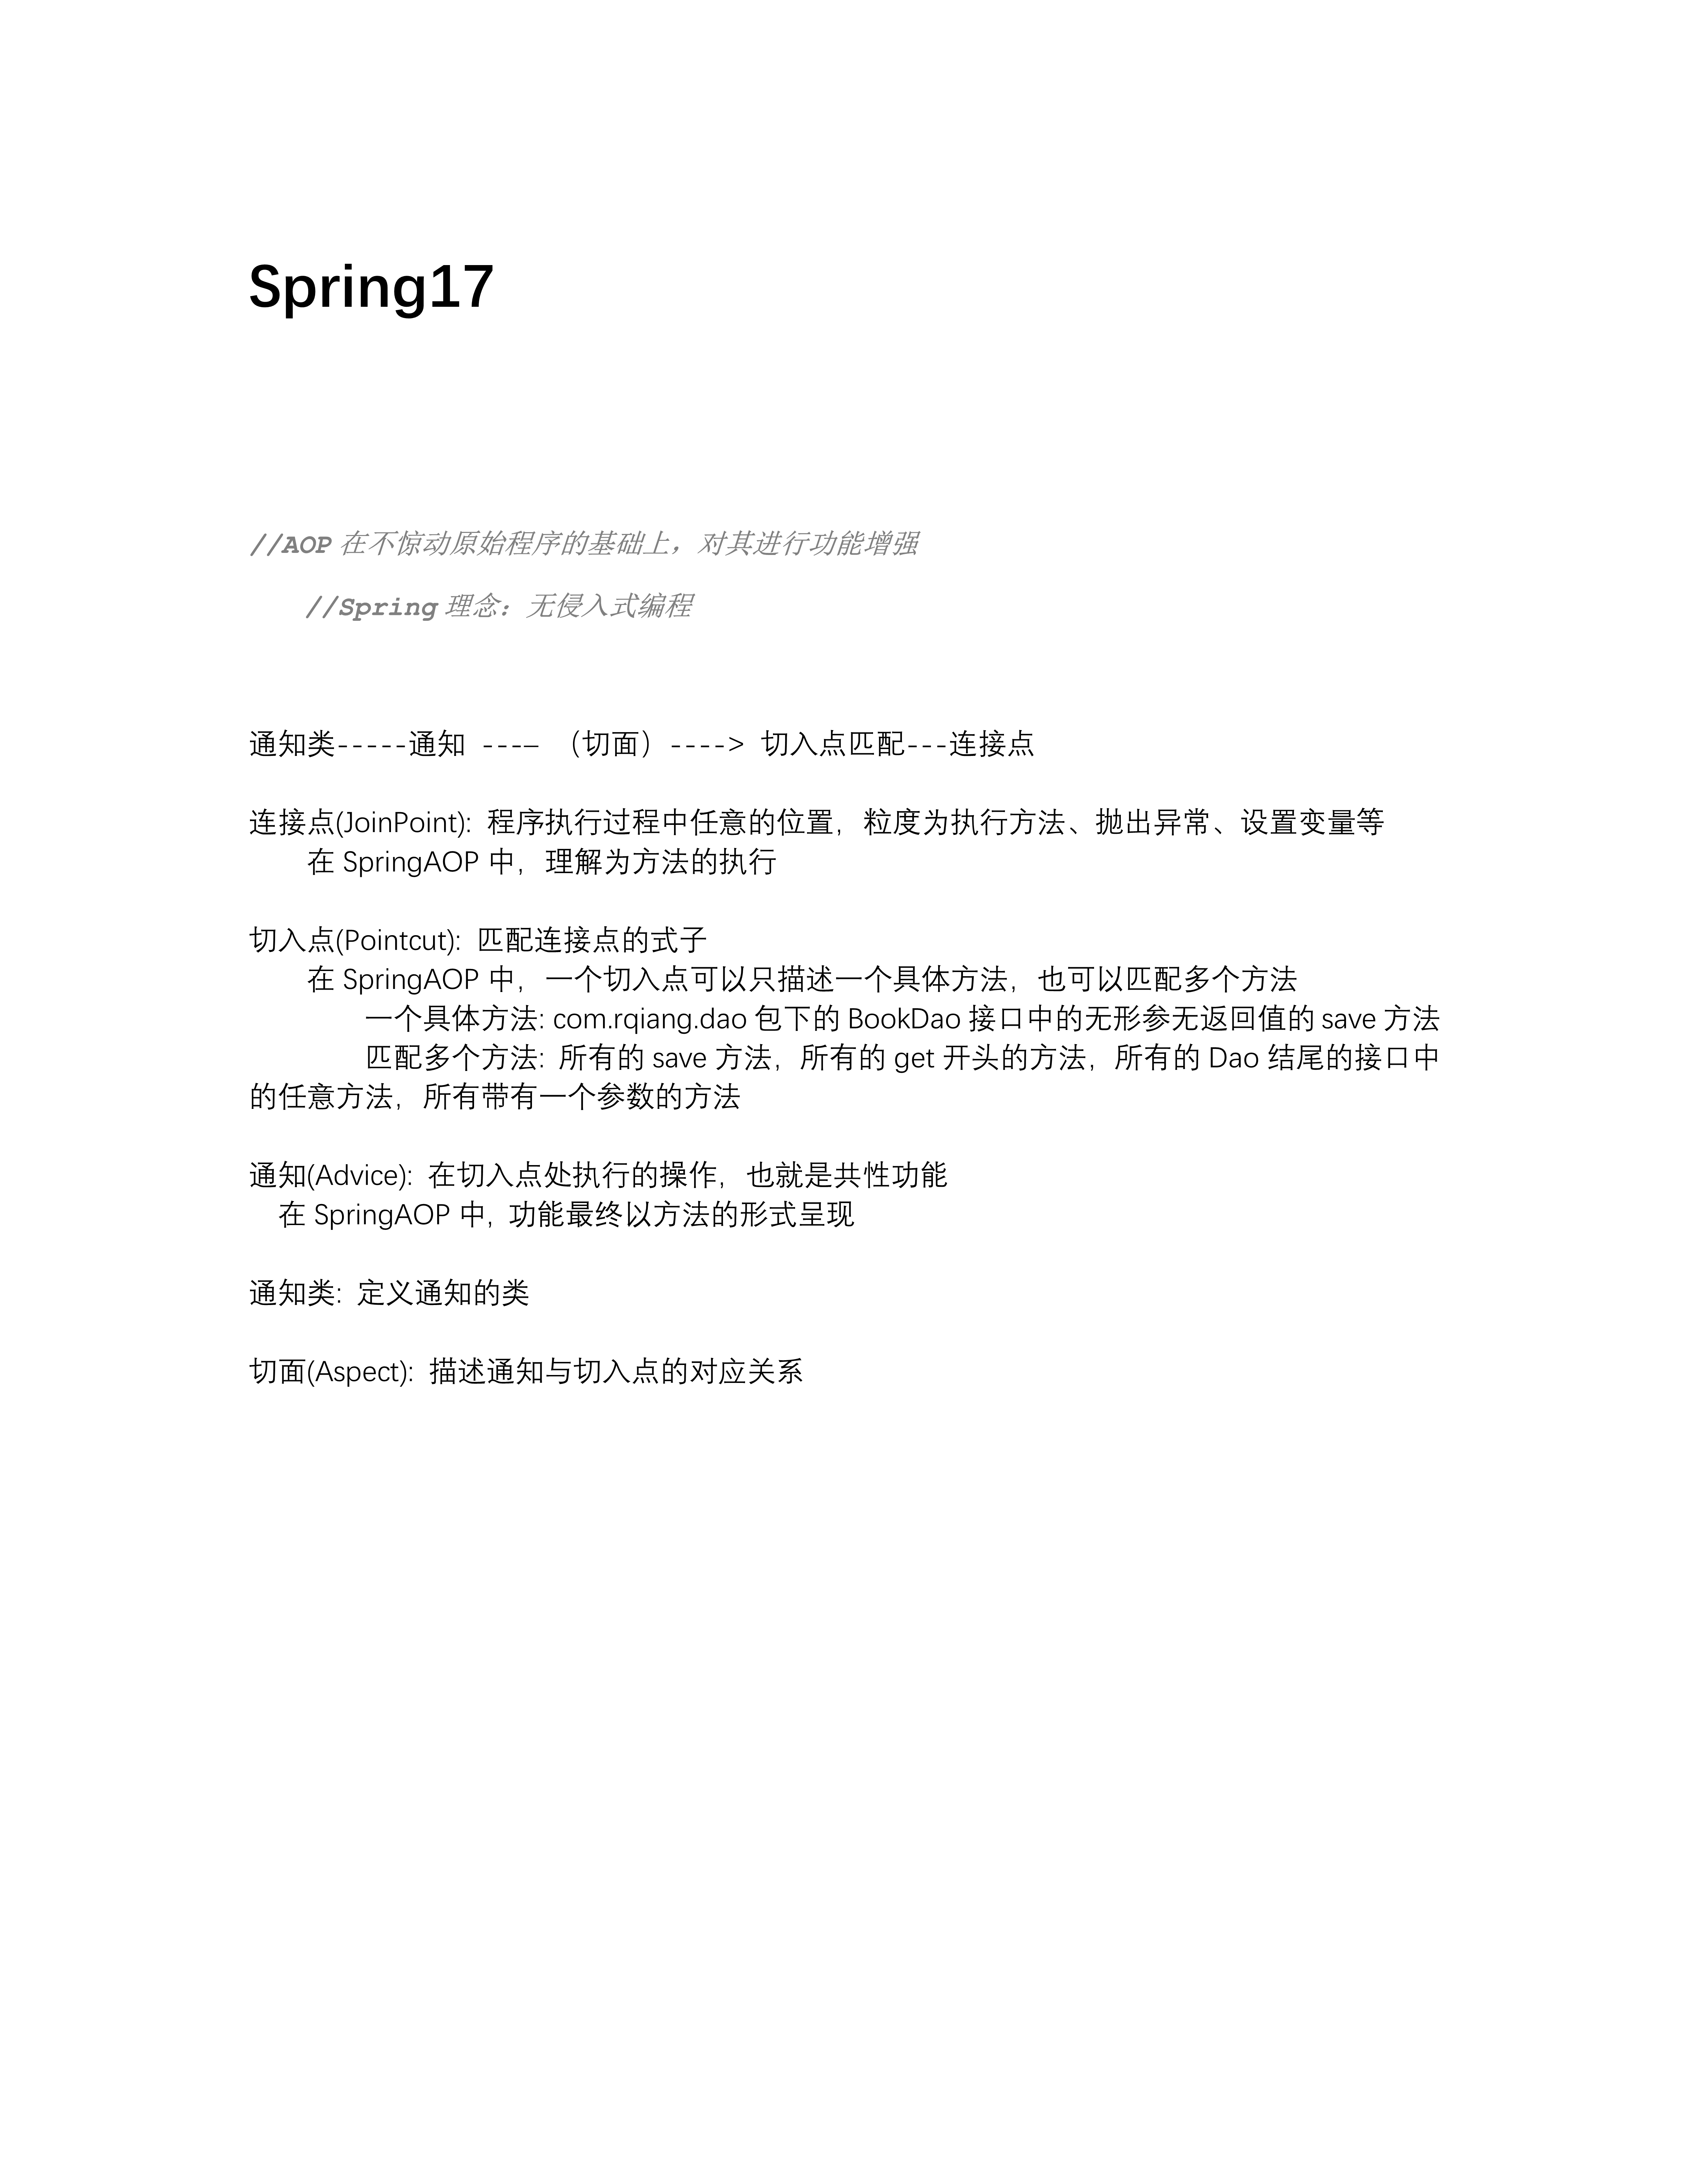 Spring17
//AOP 在不惊动原始程序的基础上，对其进行功能增强
//Spring 理念：无侵入式编程
通知类-----通知 ----– （切面）----> 切入点匹配---连接点
连接点(JoinPoint): 程序执行过程中任意的位置，粒度为执行方法、抛出异常、设置变量等
在 SpringAOP 中，理解为方法的执行
切入点(Pointcut): 匹配连接点的式子
在 SpringAOP 中，一个切入点可以只描述一个具体方法，也可以匹配多个方法
一个具体方法: com.rqiang.dao 包下的 BookDao 接口中的无形参无返回值的 save 方法
匹配多个方法: 所有的 save 方法，所有的 get 开头的方法，所有的 Dao 结尾的接口中
的任意方法，所有带有一个参数的方法
通知(Advice): 在切入点处执行的操作，也就是共性功能
在 SpringAOP 中, 功能最终以方法的形式呈现
通知类: 定义通知的类
切面(Aspect): 描述通知与切入点的对应关系